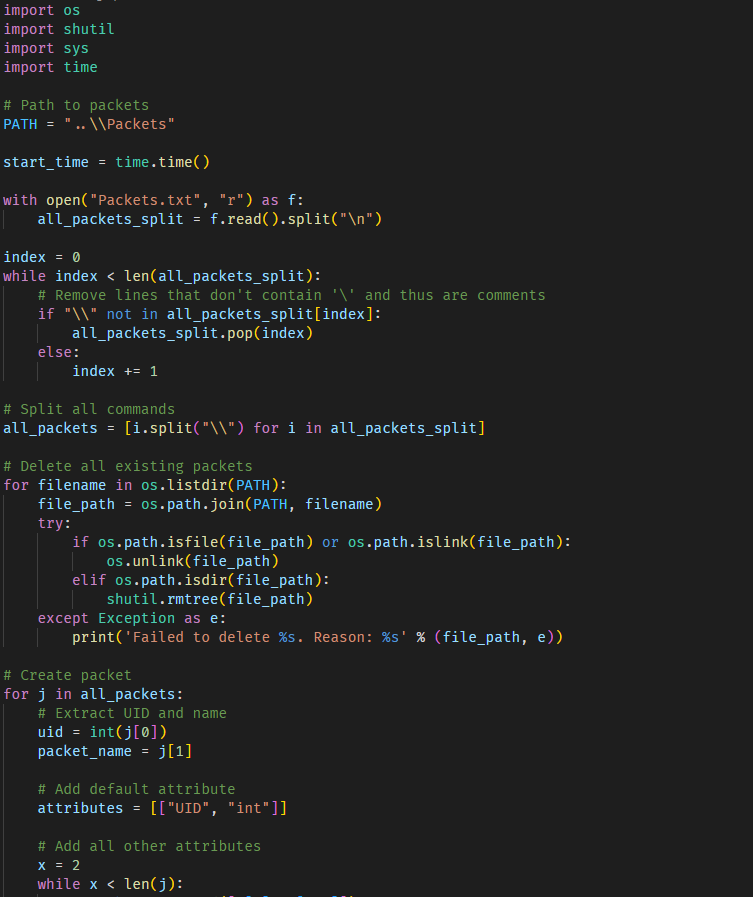 import os
import shutil
import sys
import time
# Path to packets
PATH = "..\\Packets"
start_time = time.time()
with open("Packets.txt", "r") as f:
    all_packets_split = f.read().split("\n")
index = 0
while index < len(all_packets_split):
    # Remove lines that don't contain '\' and thus are comments
    if "\\" not in all_packets_split[index]:
        all_packets_split.pop(index)
    else:
        index += 1
# Split all commands
all_packets = [i.split("\\") for i in all_packets_split]
# Delete all existing packets
for filename in os.listdir(PATH):
    file_path = os.path.join(PATH, filename)
    try:
        if os.path.isfile(file_path) or os.path.islink(file_path):
            os.unlink(file_path)
        elif os.path.isdir(file_path):
            shutil.rmtree(file_path)
    except Exception as e:
        print('Failed to delete %s. Reason: %s' % (file_path, e))
# Create packet
for j in all_packets:
    # Extract UID and name
    uid = int(j[0])
    packet_name = j[1]
    # Add default attribute
    attributes = [["UID", "int"]]
    # Add all other attributes
    x = 2
    while x < len(j):